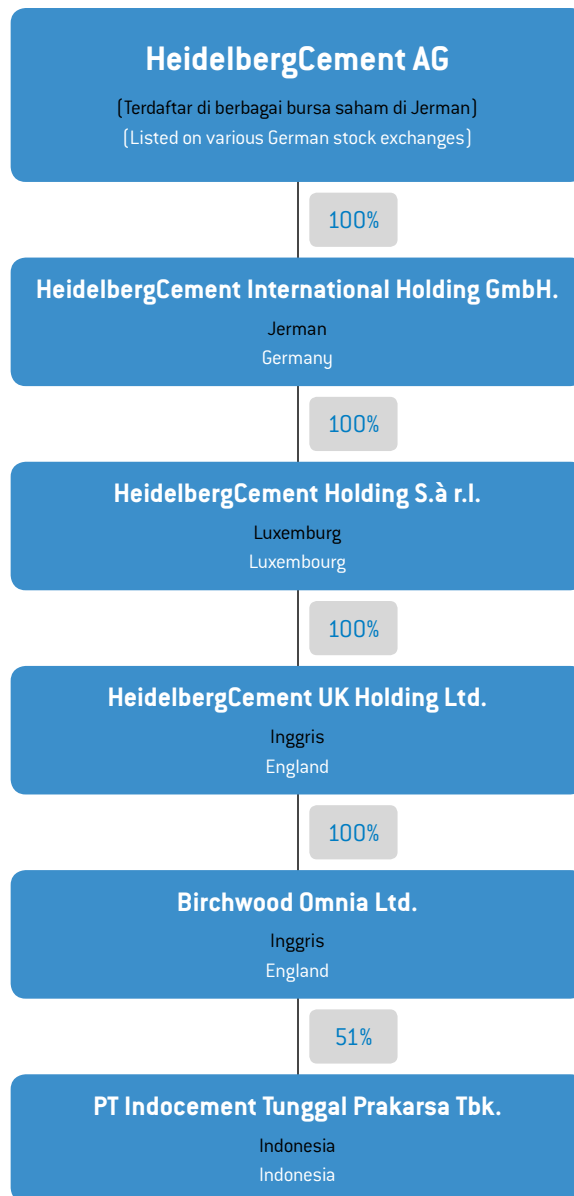 HeidelbergCement AG
(Terdaftar di berbagai bursa saham di Jerman)
(Listed on various German stock exchanges)
100%
HeidelbergCement International Holding GmbH.
Jerman
Germany
100%
HeidelbergCement Holding S.à r.l.
Luxemburg
Luxembourg
100%
HeidelbergCement UK Holding Ltd.
Inggris
England
100%
Birchwood Omnia Ltd.
Inggris
England
51%
PT Indocement Tunggal Prakarsa Tbk.
Indonesia
Indonesia